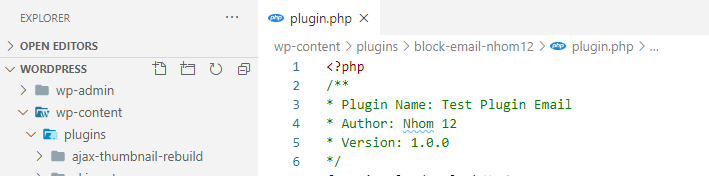 EXPLORER
OPEN EDITORS
WORDPRESS
wp-admin
wp-content
plugins
ajax-thumbnail-rebuild
php plugin.php
wp-content > plugins > block-email-nhom12 > php plugin.php > ...
1 <?php
2 /**
3 * Plugin Name: Test Plugin Email
4 * Author: Nhom 12
5 * Version: 1.0.0
6 */